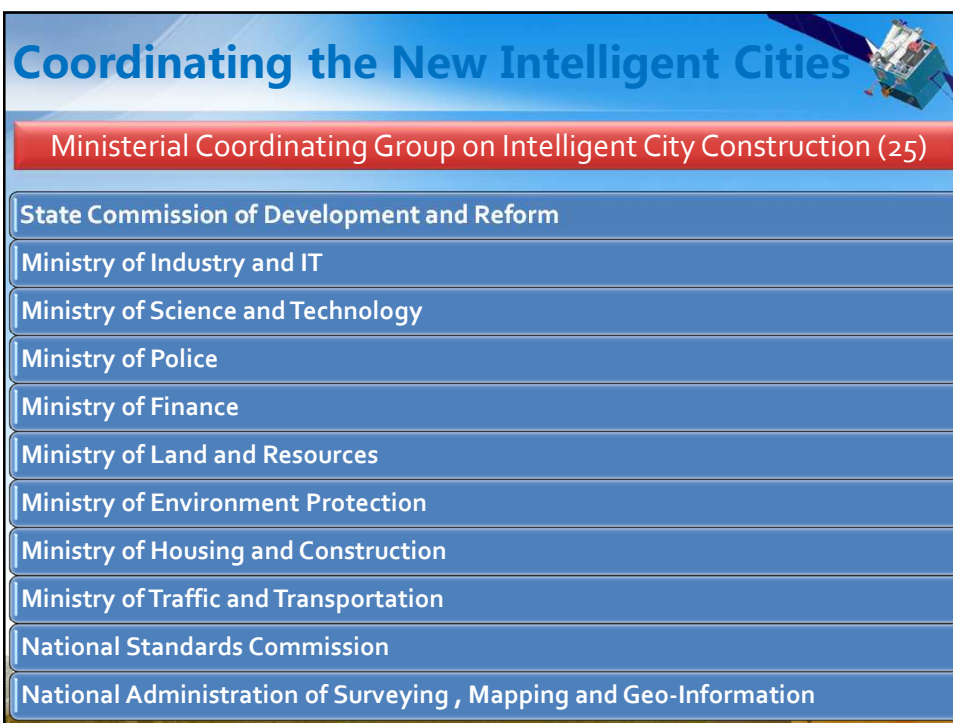 Coordinating the New Intelligent Cities
Ministerial Coordinating Group on Intelligent City Construction (25)
State Commission of Development and Reform
Ministry of Industry and IT
Ministry of Science and Technology
Ministry of Police
Ministry of Finance
Ministry of Land and Resources
Ministry of Environment Protection
Ministry of Housing and Construction
Ministry of Traffic and Transportation
National Standards Commission
National Administration of Surveying , Mapping and Geo-Information